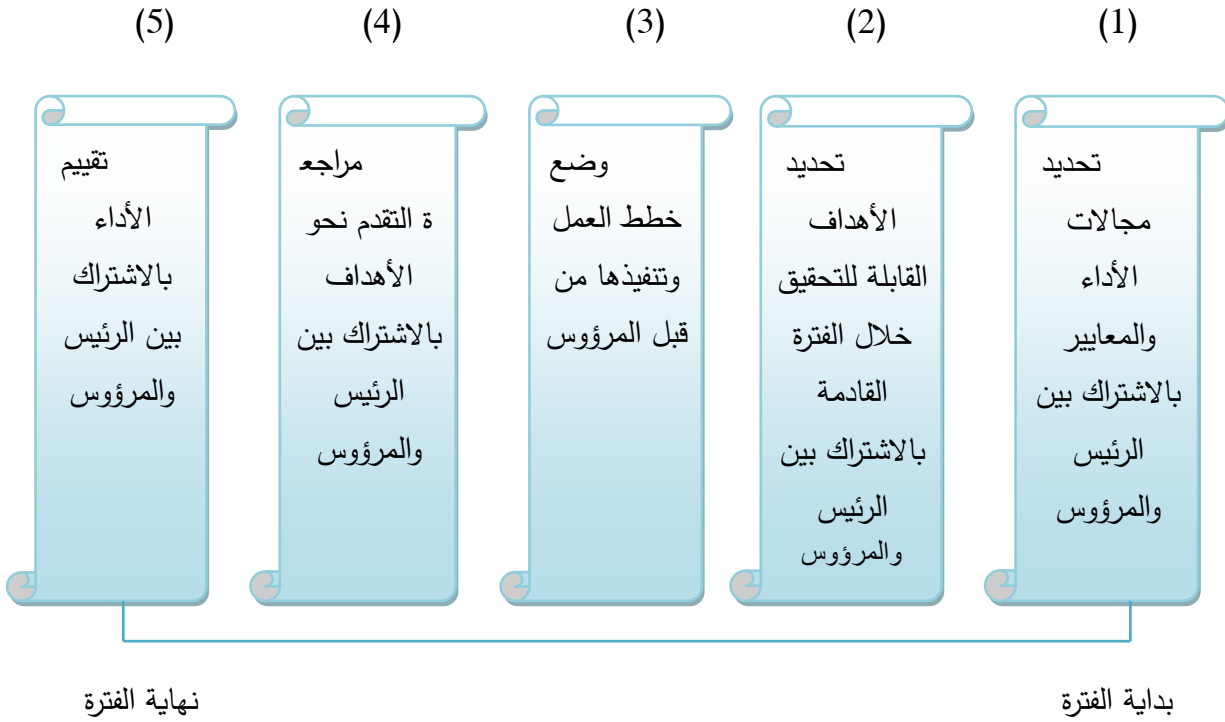 (1)
تحديد
مجالات
الأداء
والمعايير
بالاشتراك بين
الرئيس
والمرؤوس
(2)
تحديد
الأهداف
القابلة للتحقيق
خلال الفترة
القادمة
بالاشتراك بين
الرئيس
والمرؤوس
(3)
وضع
خطط العمل
وتنفيذها من
قبل المرؤوس
(4)
مراجع
ة التقدم نحو
الأهداف
بالاشتراك بين
الرئيس
والمرؤوس
(5)
تقييم
الأداء
بالاشتراك
بين الرئيس
والمرؤوس
بداية الفترة
نهاية الفترة